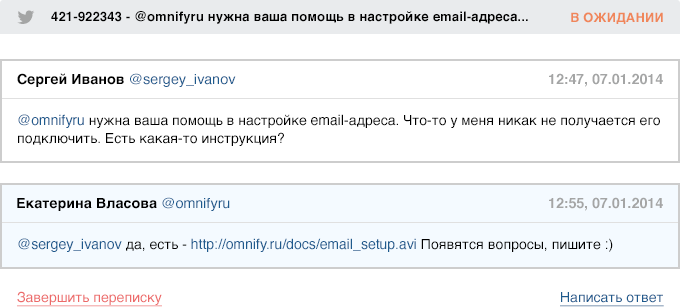 421-922343 - @omnifyru нужна ваша помощь в настройке email-адреса... В ОЖИДАНИИ
Сергей Иванов @sergey_ivanov 12:47, 07.01.2014
@omnifyru нужна ваша помощь в настройке email-адреса. Что-то у меня никак не получается его
подключить. Есть какая-то инструкция?
Екатерина Власова @omnifyru 12:55, 07.01.2014
@sergey_ivanov да, есть - http://omnify.ru/docs/email_setup.avi Появятся вопросы, пишите :)
Завершить переписку Написать ответ